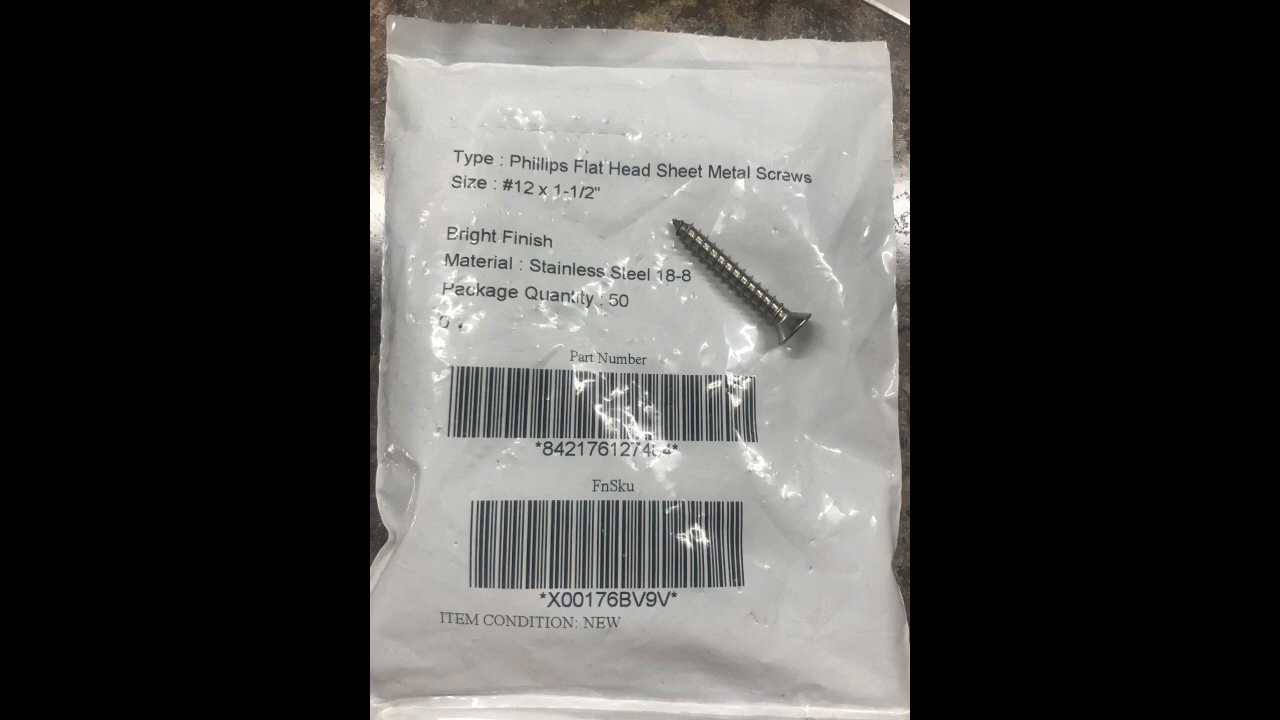 Type : Phillips Flat Head Sheet Metal Screws
Size : #12 x 1-1/2"
Bright Finish
Material : Stainless Steel 18-8
Package Quantity : 50
Part Number
FnSku
*X00176BV9V*
ITEM CONDITION: NEW